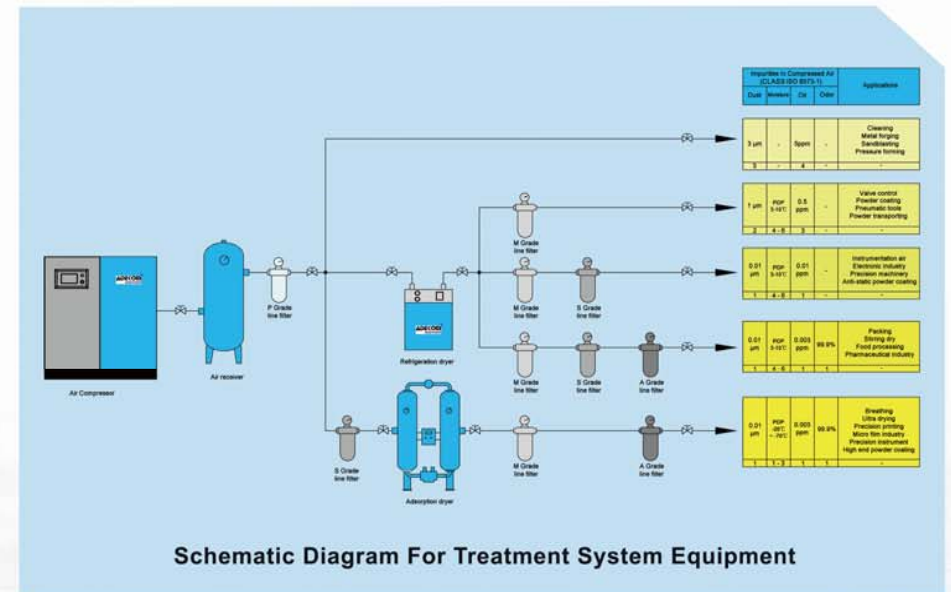 Impurities in Compressed Air
(CLASS ISO 8573-1)
Applications
Dust Moisture Oil Odor
3 μm - 5ppm -
Cleaning
Metal forging
Sandblasting
Pressure forming
3 - 4 - -
1 μm PDP 3-10℃ 0.5 ppm -
Valve control
Powder coating
Pneumatic tools
Powder transporting
2 4 - 6 3 - -
M Grade
line filter
0.01 μm PDP 3-10℃ 0.01 ppm -
Instrumentation air
Electronic industry
Precision machinery
Anti-static powder coating
1 4 - 6 1 - -
M Grade
line filter
S Grade
line filter
P Grade
line filter
Air Compressor
Air receiver
Refrigeration dryer
0.01 μm PDP 3-10℃ 0.003 ppm 99.9%
Packing
Stirring dry
Food processing
Pharmaceutical industry
1 4 - 6 1 1 -
M Grade
line filter
S Grade
line filter
A Grade
line filter
0.01 μm PDP -20℃ ~ -70℃ 0.003 ppm 99.9%
Breathing
Ultra drying
Precision printing
Micro film industry
Precision instrument
High end powder coating
1 1 - 3 1 1 -
S Grade
line filter
Adsorption dryer
M Grade
line filter
A Grade
line filter
Schematic Diagram For Treatment System Equipment